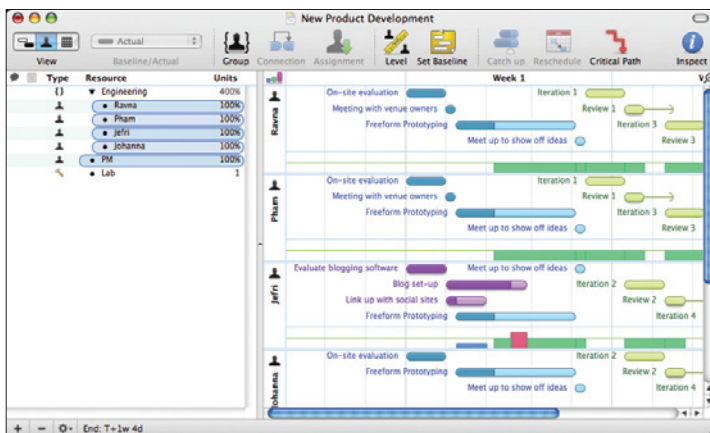 New Product Development
Actual
View
Baseline/Actual
Group
Connection
Assignment
Level
Set Baseline
Catch up
Reschedule
Critical Path
Inspect
Type Resource Units
{} Engineering 400%
Ravna 100%
Pham 100%
Jefri 100%
Johanna 100%
PM 100%
Lab 1
Week 1
Ravna
On-site evaluation Iteration 1
Meeting with venue owners Review 1
Freeform Prototyping Iteration 3
Meet up to show off ideas Review 3
Pham
On-site evaluation Iteration 1
Meeting with venue owners Review 1
Freeform Prototyping Iteration 3
Meet up to show off ideas Review 3
Jefri
Evaluate blogging software Meet up to show off ideas
Blog set-up Iteration 2
Link up with social sites Review 2
Freeform Prototyping Iteration 4
Johanna
On-site evaluation Iteration 2
Freeform Prototyping Review 2
Meet up to show off ideas Iteration 4
End: T+1w 4d